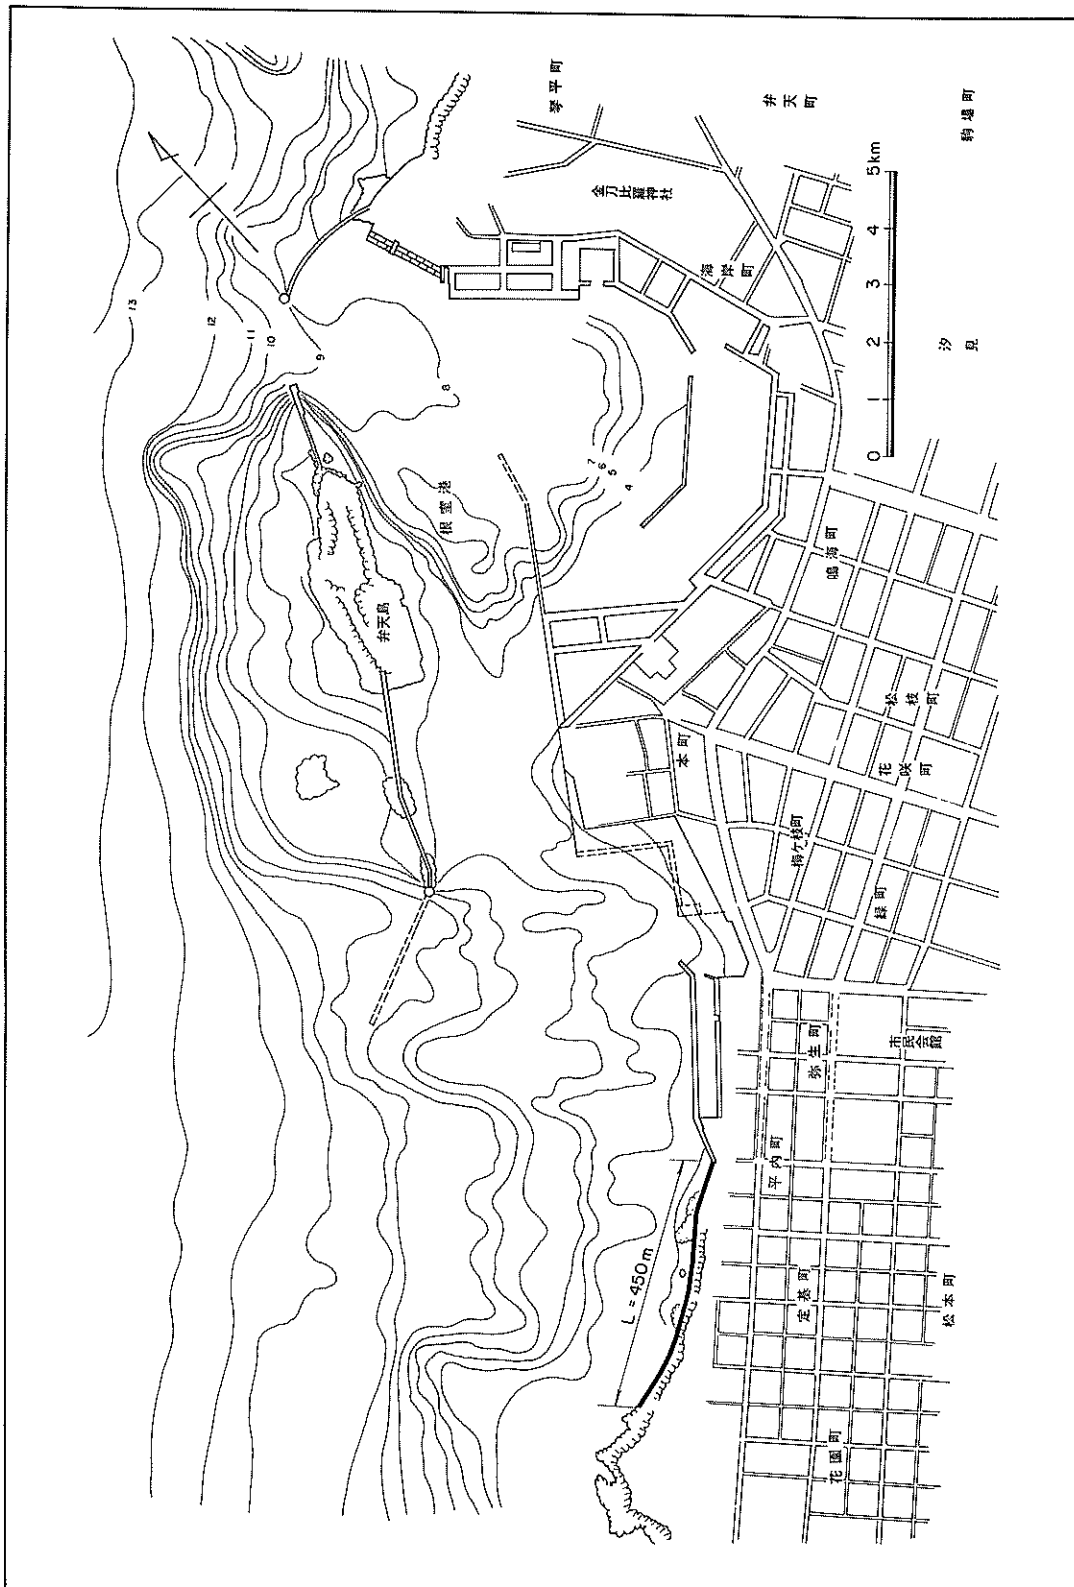 13
12
11
10
9
8
7
6
5
4
琴平町
弁天町
駒場町
金刀比羅神社
海岸町
汐見
0 1 2 3 4 5km
根室港
弁天島
鳴海町
松枝町
花咲町
本町
梅ケ枝町
緑町
弥生町
市民会館
平内町
L = 450m
定基町
松本町
花園町